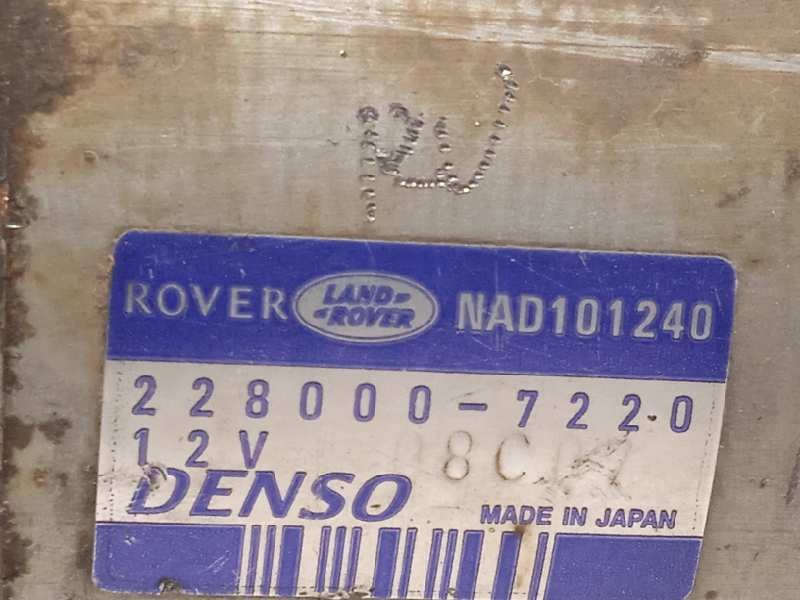 ROVER LAND ROVER NAD101240
228000-7220
12V
DENSO MADE IN JAPAN